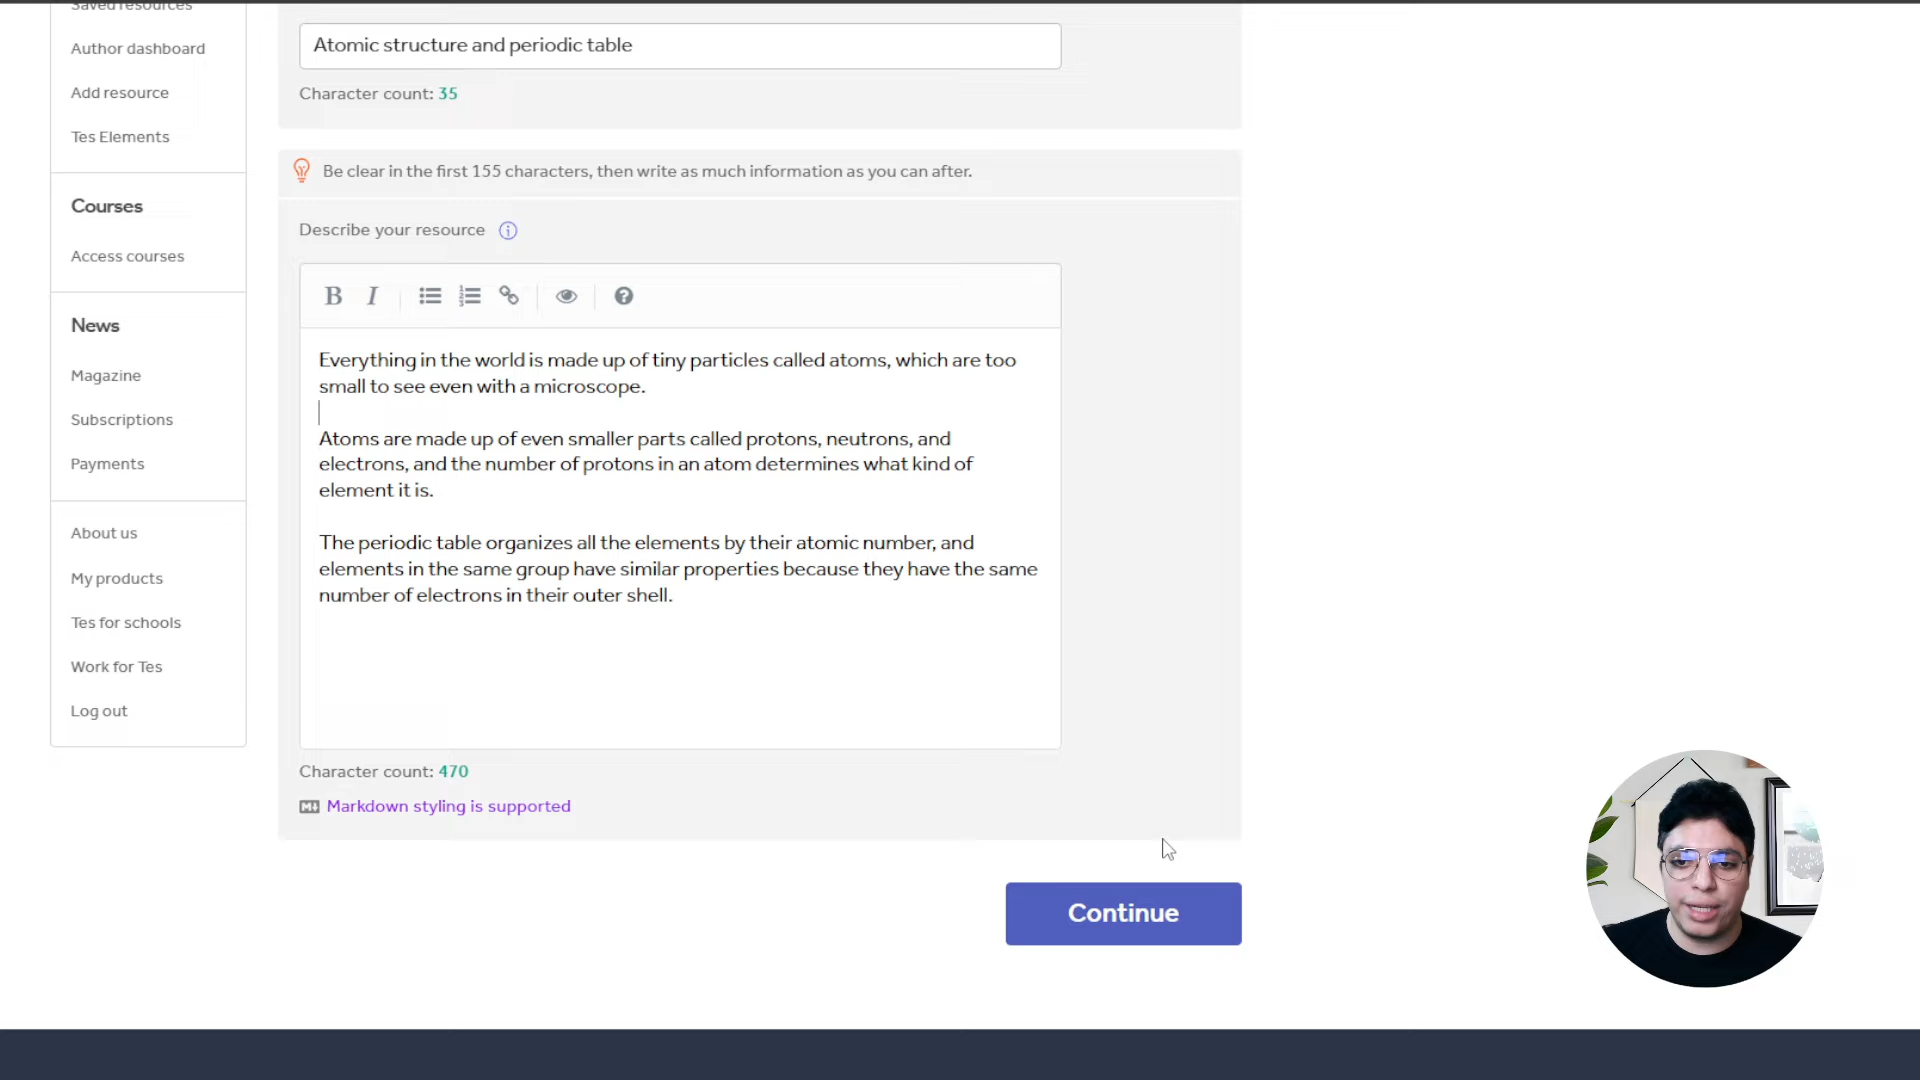 Saved resources
Author dashboard
Add resource
Tes Elements
Courses
Access courses
News
Magazine
Subscriptions
Payments
About us
My products
Tes for schools
Work for Tes
Log out
Atomic structure and periodic table
Character count: 35
Be clear in the first 155 characters, then write as much information as you can after.
Describe your resource
B I
Everything in the world is made up of tiny particles called atoms, which are too
small to see even with a microscope.
Atoms are made up of even smaller parts called protons, neutrons, and
electrons, and the number of protons in an atom determines what kind of
element it is.
The periodic table organizes all the elements by their atomic number, and
elements in the same group have similar properties because they have the same
number of electrons in their outer shell.
Character count: 470
Markdown styling is supported
Continue